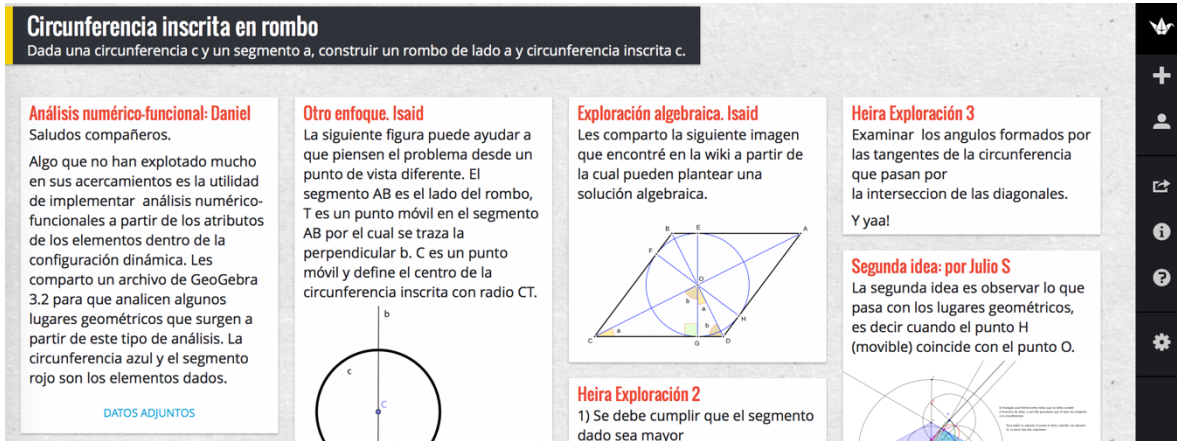 Circunferencia inscrita en rombo
Dada una circunferencia c y un segmento a, construir un rombo de lado a y circunferencia inscrita c.
Análisis numérico-funcional: Daniel
Saludos compañeros.
Algo que no han explotado mucho
en sus acercamientos es la utilidad
de implementar análisis numérico-
funcionales a partir de los atributos
de los elementos dentro de la
configuración dinámica. Les
comparto un archivo de GeoGebra
3.2 para que analicen algunos
lugares geométricos que surgen a
partir de este tipo de análisis. La
circunferencia azul y el segmento
rojo son los elementos dados.
DATOS ADJUNTOS
Otro enfoque. Isaid
La siguiente figura puede ayudar a
que piensen el problema desde un
punto de vista diferente. El
segmento AB es el lado del rombo,
T es un punto móvil en el segmento
AB por el cual se traza la
perpendicular b. C es un punto
móvil y define el centro de la
circunferencia inscrita con radio CT.
b
c
C
Exploración algebraica. Isaid
Les comparto la siguiente imagen
que encontré en la wiki a partir de
la cual pueden plantear una
solución algebraica.
B
E
A
F
O
b
a
H
a
b
C
G
D
Heira Exploración 2
1) Se debe cumplir que el segmento
dado sea mayor
Heira Exploración 3
Examinar los angulos formados por
las tangentes de la circunferencia
que pasan por
la interseccion de las diagonales.
Y yaa!
Segunda idea: por Julio S
La segunda idea es observar lo que
pasa con los lugares geométricos,
es decir cuando el punto H
(movible) coincide con el punto O.